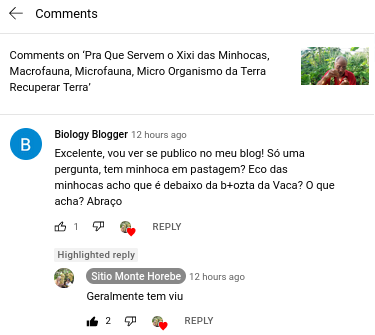 Comments
Comments on ‘Pra Que Servem o Xixi das Minhocas,
Macrofauna, Microfauna, Micro Organismo da Terra
Recuperar Terra’
B
Biology Blogger 12 hours ago
Excelente, vou ver se publico no meu blog! Só uma
pergunta, tem minhoca em pastagem? Eco das
minhocas acho que é debaixo da b+ozta da Vaca? O que
acha? Abraço
1 REPLY
Highlighted reply
Sitio Monte Horebe 12 hours ago
Geralmente tem viu
2 REPLY